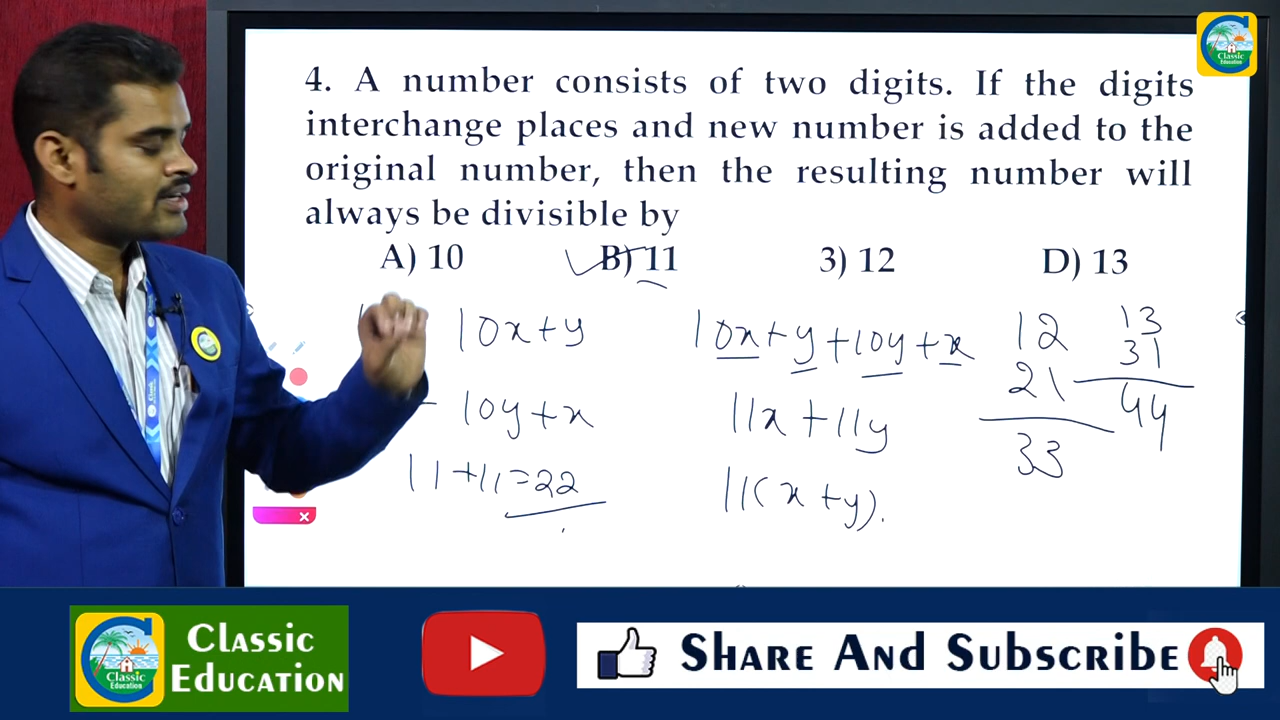 Classic
Education
4. A number consists of two digits. If the digits
interchange places and new number is added to the
original number, then the resulting number will
always be divisible by
A) 10 B) 11 3) 12 D) 13
10x+y
10y+x
11+11=22
10x+y+10y+x
11x+11y
11(x+y).
12
21
33
13
31
44
Classic
Education
Share And Subscribe